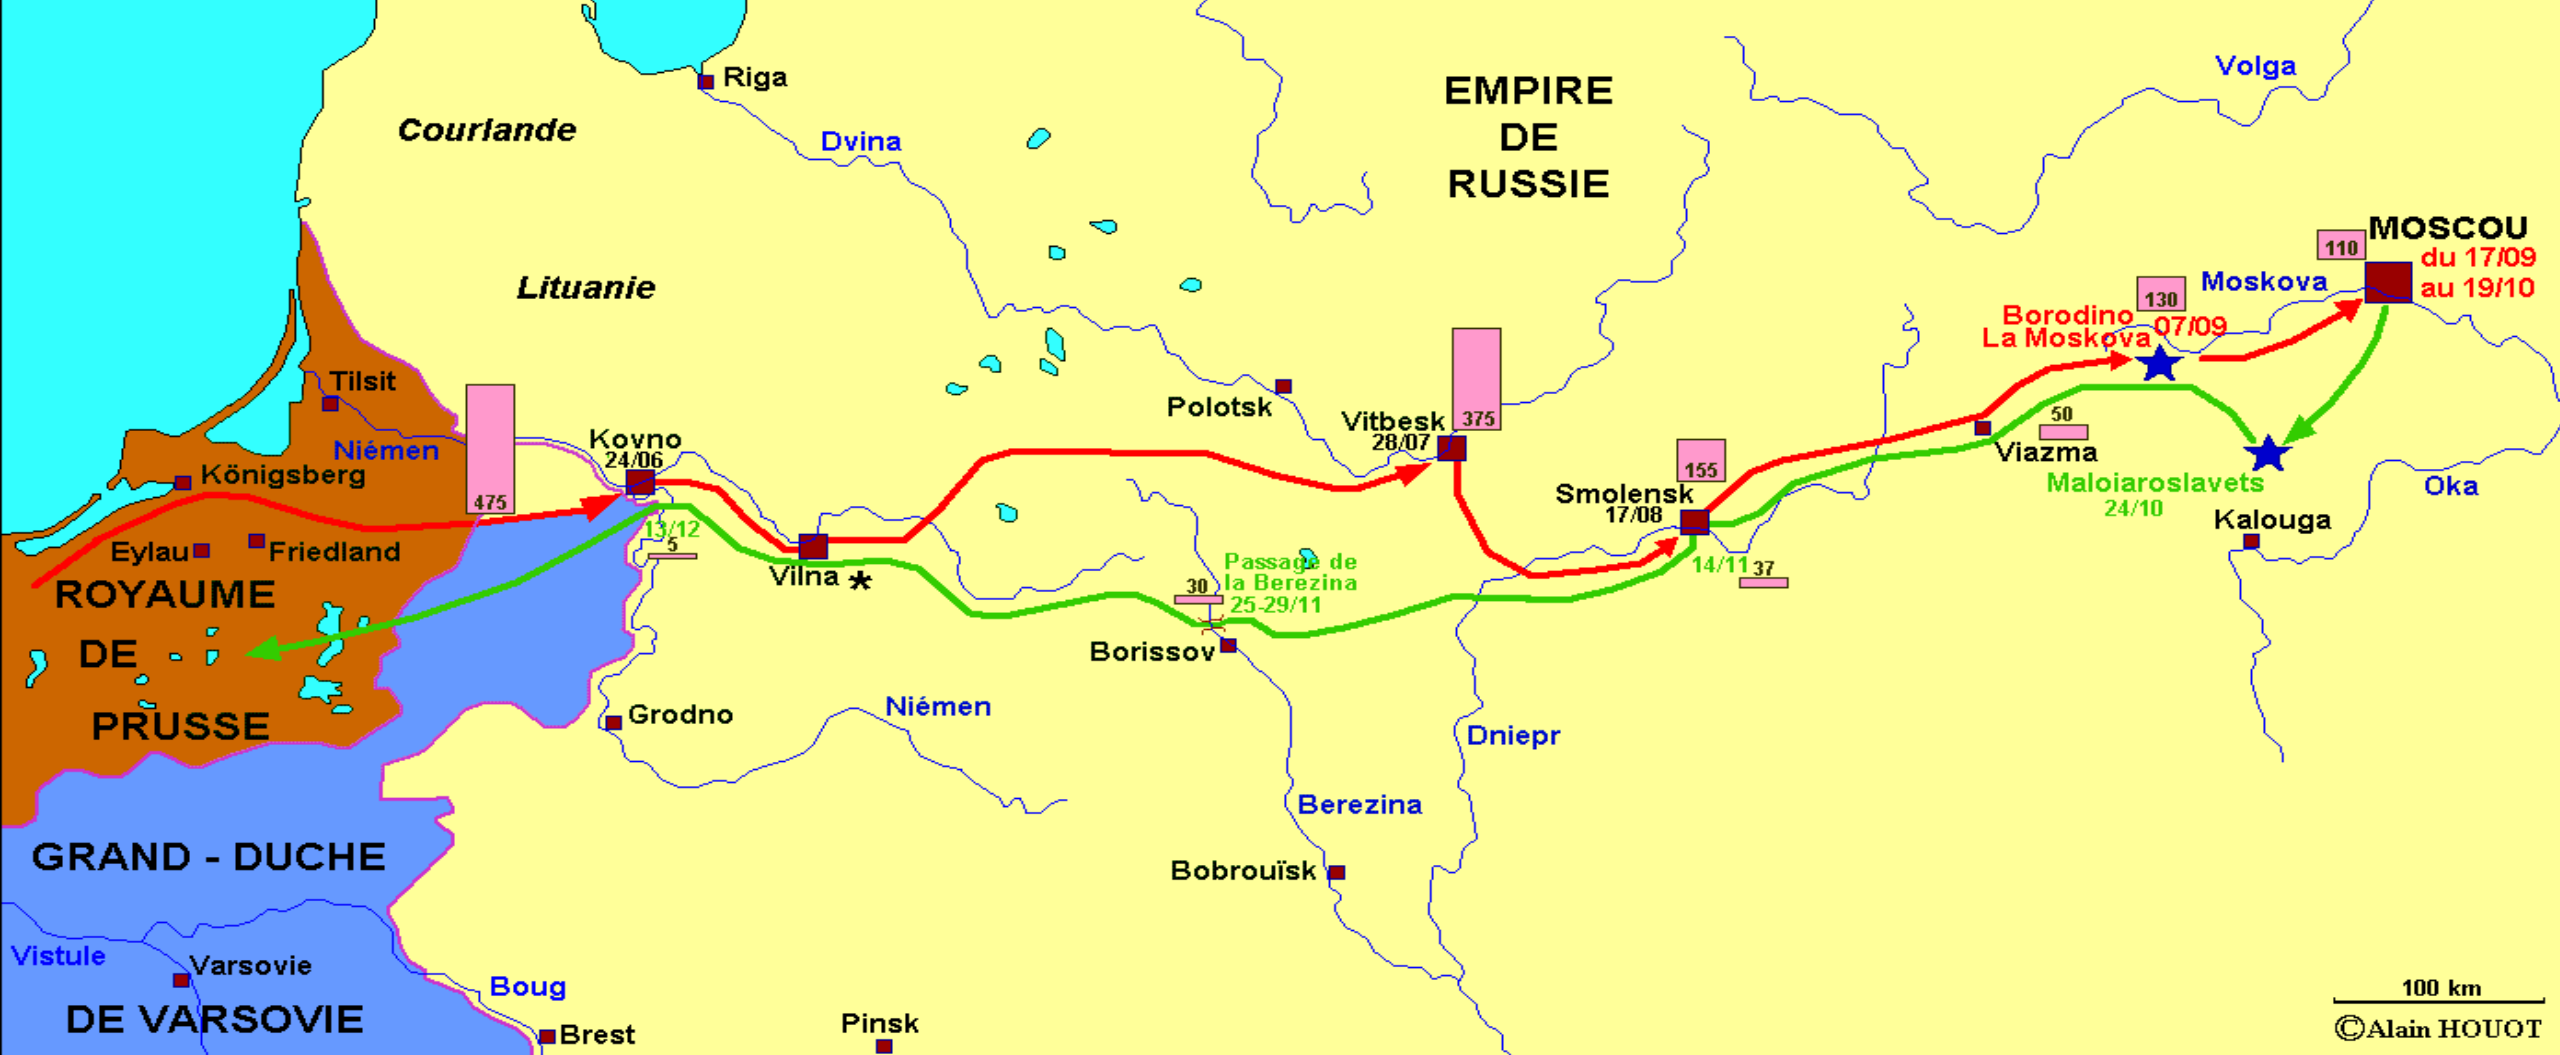 Riga
Courlande
Dvina
EMPIRE
DE
RUSSIE
Volga
Lituanie
MOSCOU
du 17/09
au 19/10
110
Moskova
130
Borodino
La Moskova
07/09
Tilsit
Niémen
475
Kovno
24/06
Königsberg
Polotsk
Vitbesk
28/07
375
155
Smolensk
17/08
Viazma
50
Maloiaroslavets
24/10
Oka
Kalouga
Eylau
Friedland
13/12
5
Vilna *
14/11
37
Passage de
la Berezina
25-29/11
30
Borissov
ROYAUME
DE
PRUSSE
Grodno
Niémen
Dniepr
Berezina
Bobrouïsk
GRAND - DUCHE
DE VARSOVIE
Vistule
Varsovie
Boug
Brest
Pinsk
100 km
©Alain HOUOT